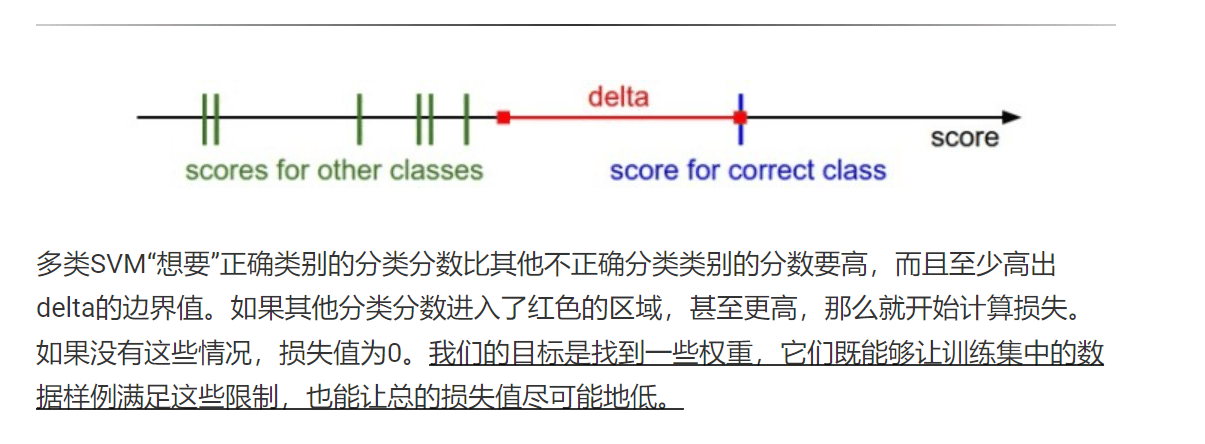 delta
score
scores for other classes
score for correct class
多类SVM“想要”正确类别的分类分数比其他不正确分类类别的分数要高，而且至少高出
delta的边界值。如果其他分类分数进入了红色的区域，甚至更高，那么就开始计算损失。
如果没有这些情况，损失值为0。我们的目标是找到一些权重，它们既能够让训练集中的数
据样例满足这些限制，也能让总的损失值尽可能地低。